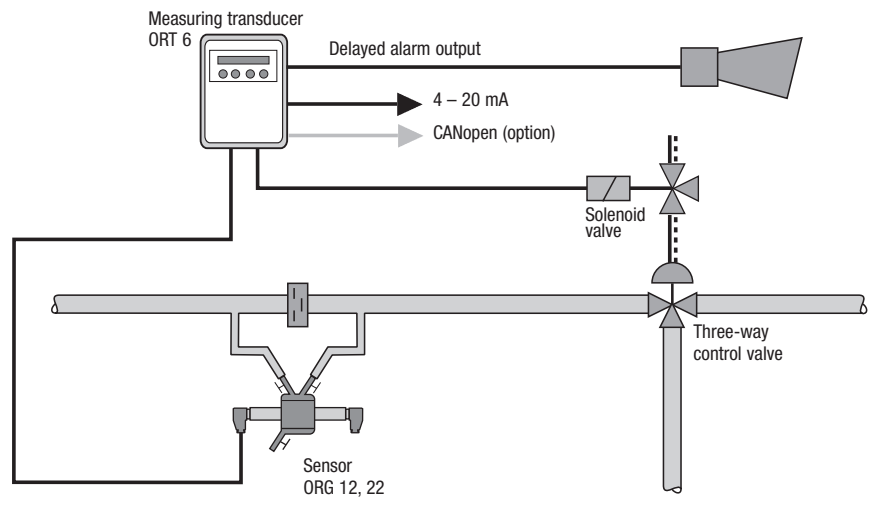 Measuring transducer
ORT 6
Delayed alarm output
4 – 20 mA
CANopen (option)
Solenoid
valve
Three-way
control valve
Sensor
ORG 12, 22